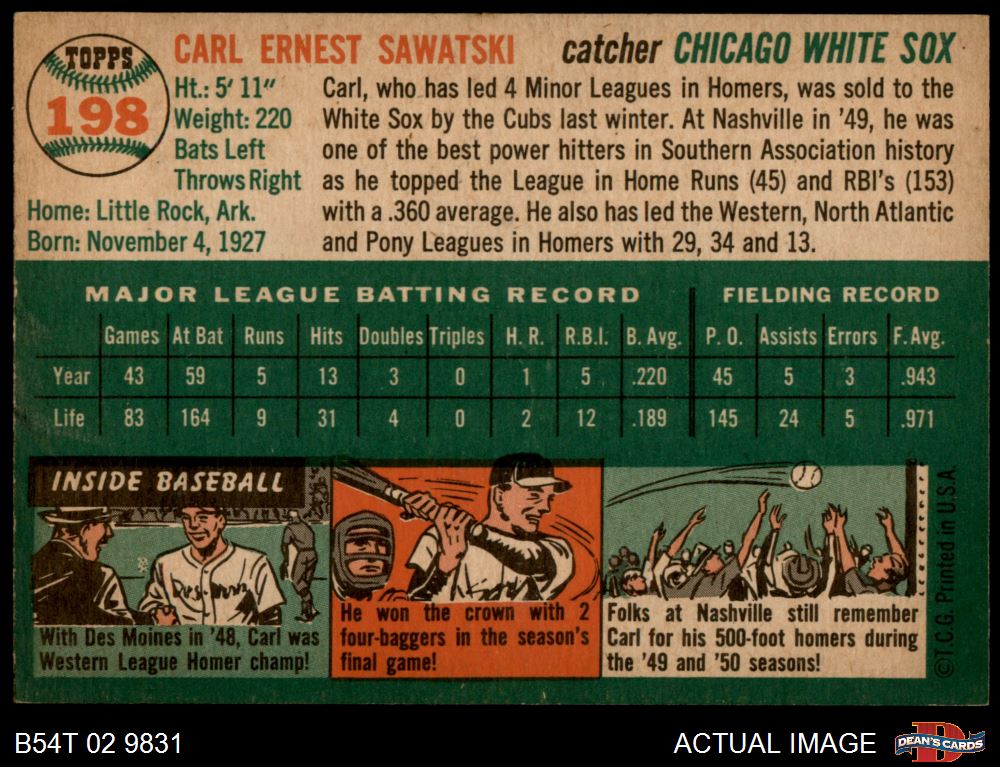 TOPPS
198
CARL ERNEST SAWATSKI catcher CHICAGO WHITE SOX
Ht.: 5' 11"
Weight: 220
Bats Left
Throws Right
Home: Little Rock, Ark.
Born: November 4, 1927
Carl, who has led 4 Minor Leagues in Homers, was sold to the
White Sox by the Cubs last winter. At Nashville in '49, he was
one of the best power hitters in Southern Association history
as he topped the League in Home Runs (45) and RBI's (153)
with a .360 average. He also has led the Western, North Atlantic
and Pony Leagues in Homers with 29, 34 and 13.
MAJOR LEAGUE BATTING RECORD FIELDING RECORD
Games At Bat Runs Hits Doubles Triples H. R. R.B.I. B. Avg. P. O. Assists Errors F. Avg.
Year 43 59 5 13 3 0 1 5 .220 45 5 3 .943
Life 83 164 9 31 4 0 2 12 .189 145 24 5 .971
INSIDE BASEBALL
With Des Moines in '48, Carl was
Western League Homer champ!
He won the crown with 2
four-baggers in the season's
final game!
Folks at Nashville still remember
Carl for his 500-foot homers during
the '49 and '50 seasons!
©T.C.G. Printed in U.S.A.
B54T 02 9831
ACTUAL IMAGE
D
DEAN'S CARDS